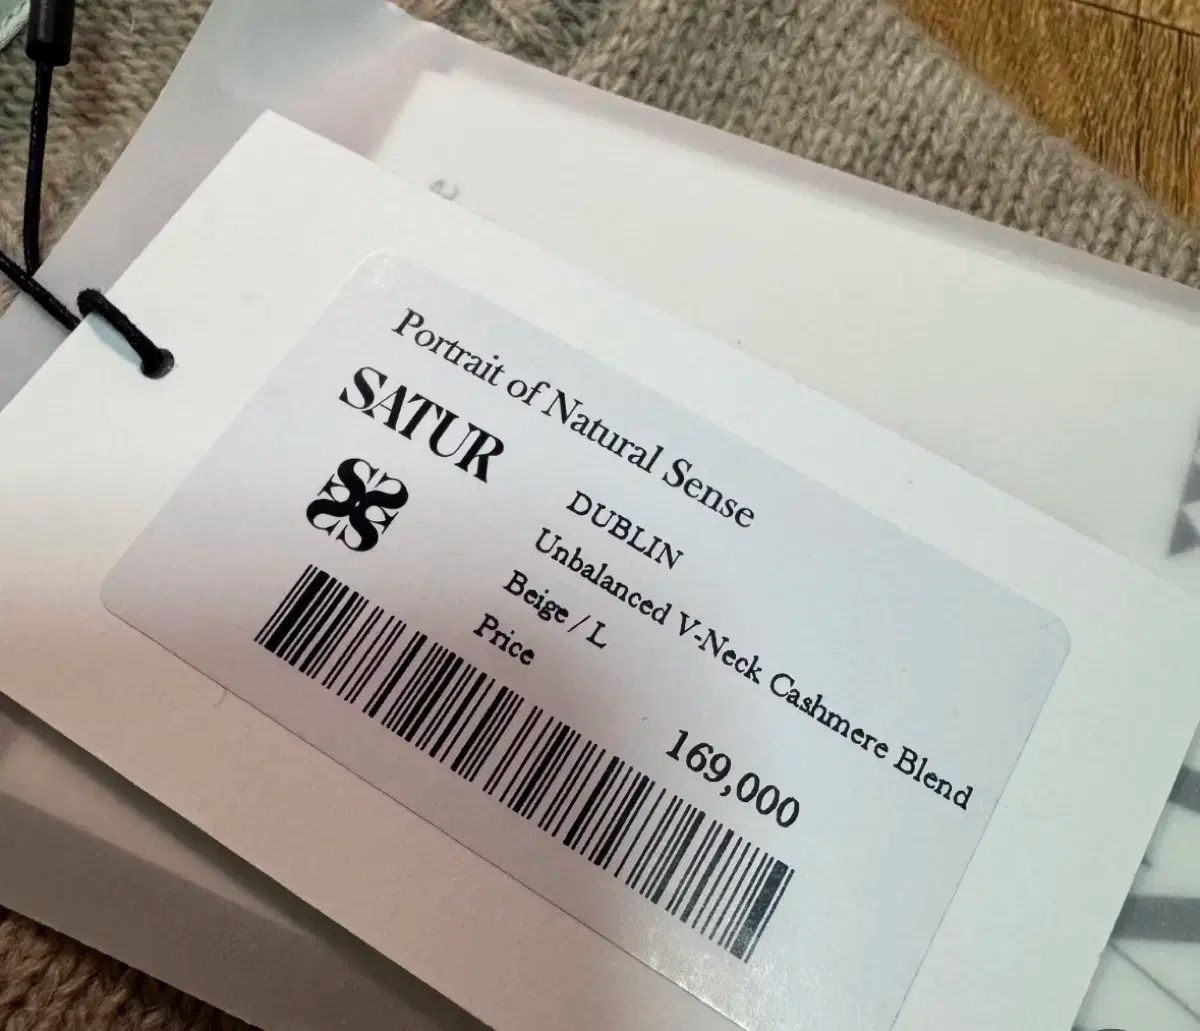 Portrait of Natural Sense
SATUR
DUBLIN
Unbalanced V-Neck Cashmere Blend
Beige / L
Price
169,000